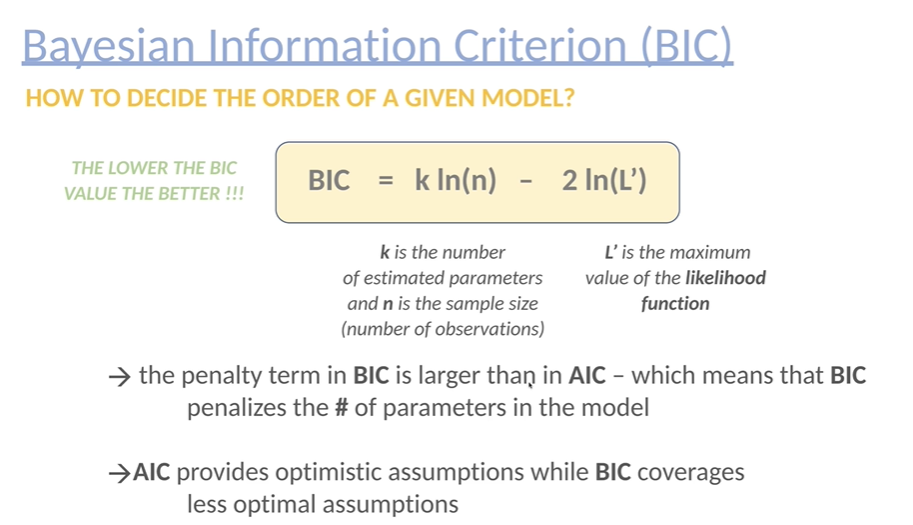 Bayesian Information Criterion (BIC)
HOW TO DECIDE THE ORDER OF A GIVEN MODEL?
THE LOWER THE BIC
VALUE THE BETTER !!!
BIC = k ln(n) – 2 ln(L’)
k is the number
of estimated parameters
and n is the sample size
(number of observations)
L’ is the maximum
value of the likelihood
function
→ the penalty term in BIC is larger than in AIC – which means that BIC
penalizes the # of parameters in the model
→AIC provides optimistic assumptions while BIC coverages
less optimal assumptions